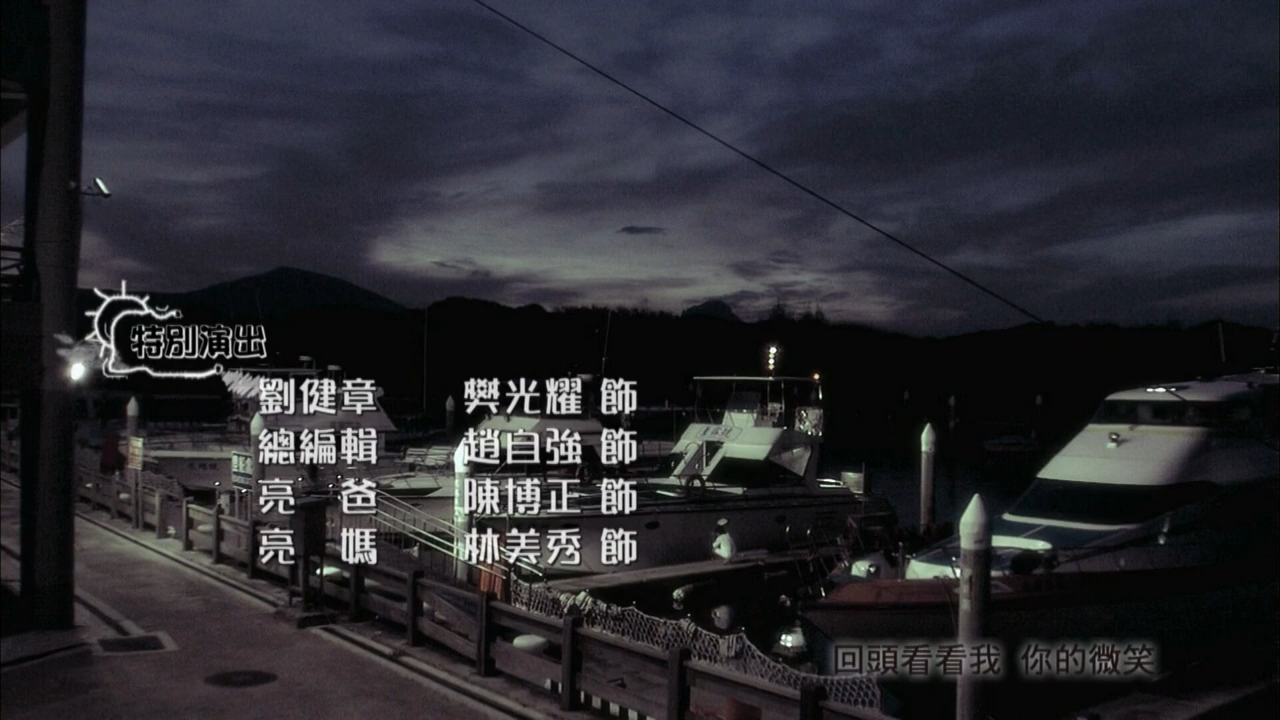 特別演出
劉健章 樊光耀 飾
總編輯 趙自強 飾
亮 爸 陳博正 飾
亮 媽 林美秀 飾
回頭看看我 你的微笑